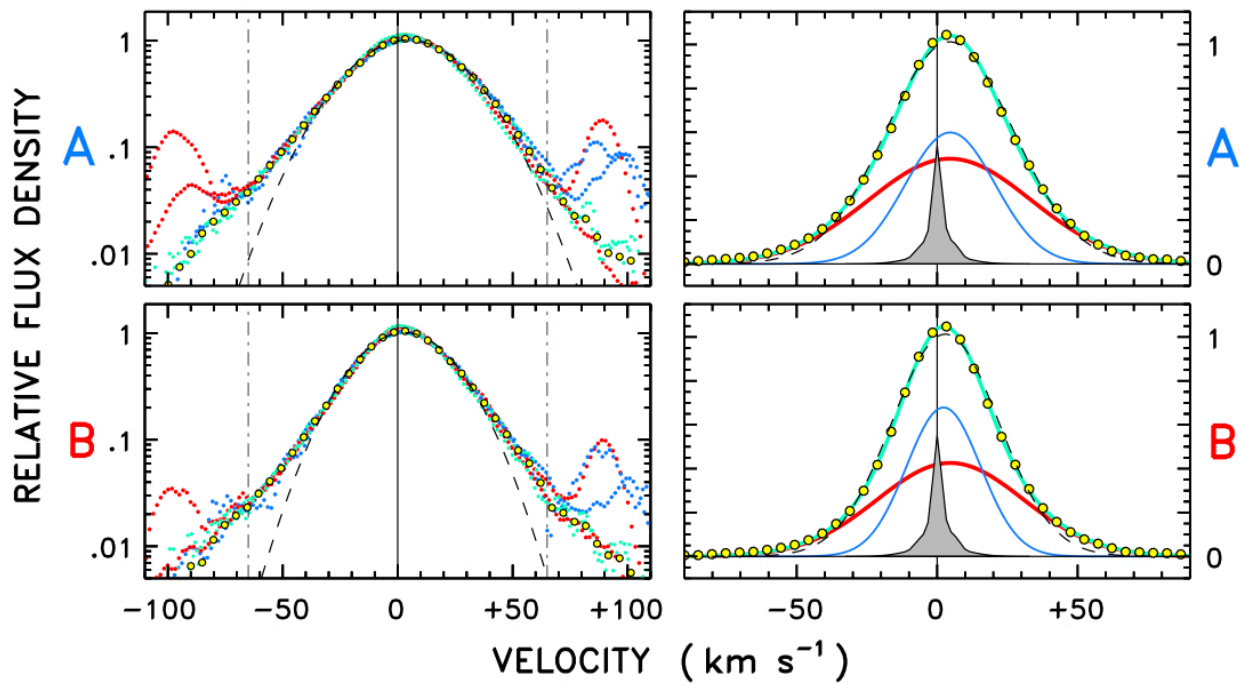 RELATIVE FLUX DENSITY
A
1
.1
.01
1
0
A
B
1
.1
.01
1
0
B
−100 −50 0 +50 +100
−50 0 +50
VELOCITY (km s⁻¹)